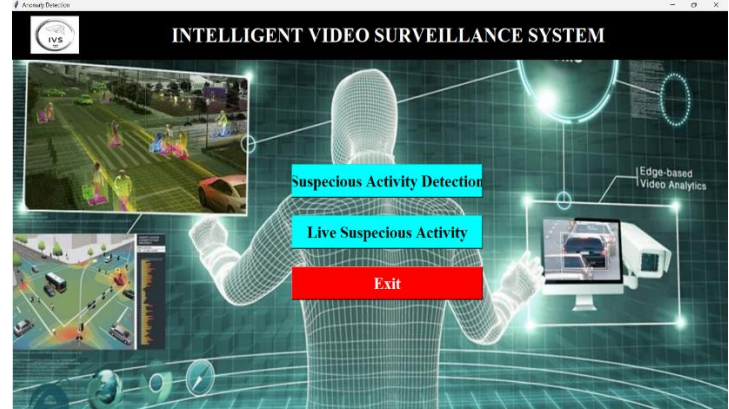 Anomaly Detection
IVS
INTELLIGENT VIDEO SURVEILLANCE SYSTEM
Suspecious Activity Detection
Edge-based
Video Analytics
Live Suspecious Activity
Exit